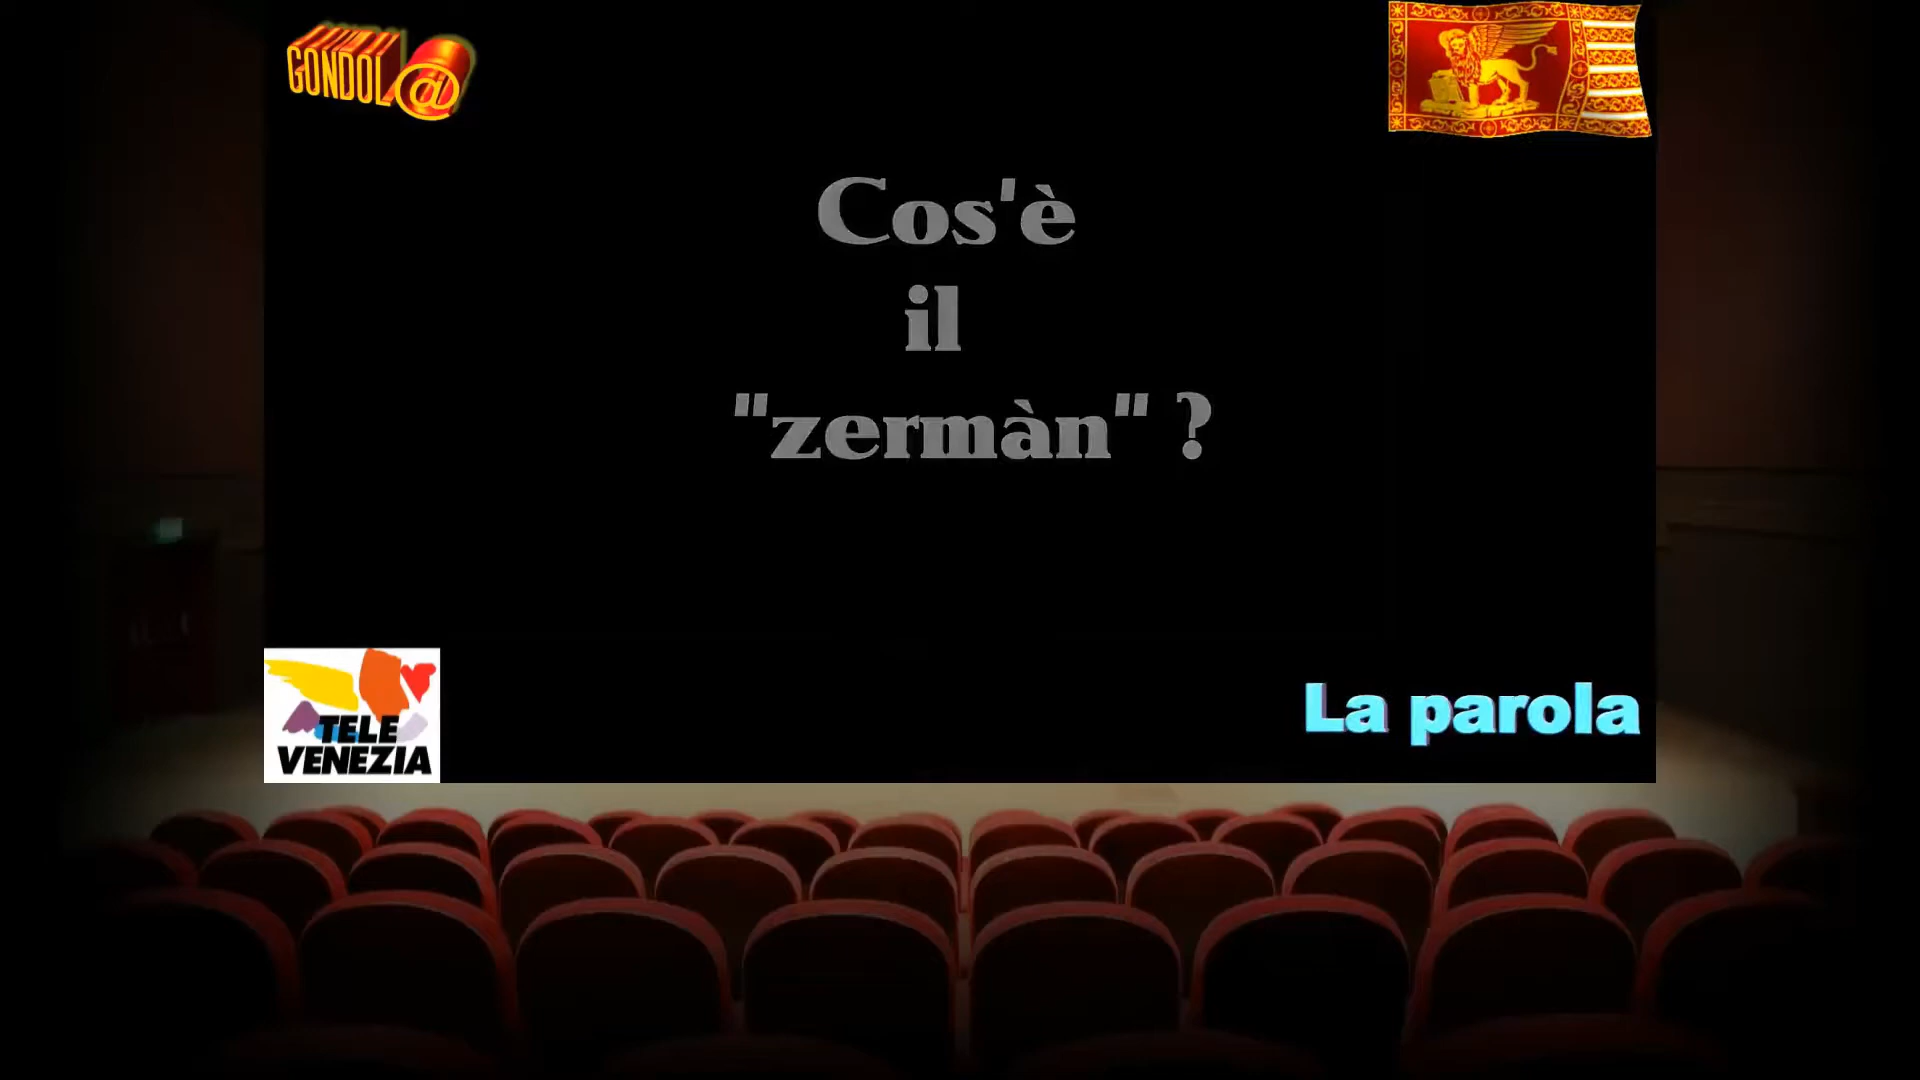 GONDOL@
Cos'è
il
"zermàn" ?
TELE
VENEZIA
La parola